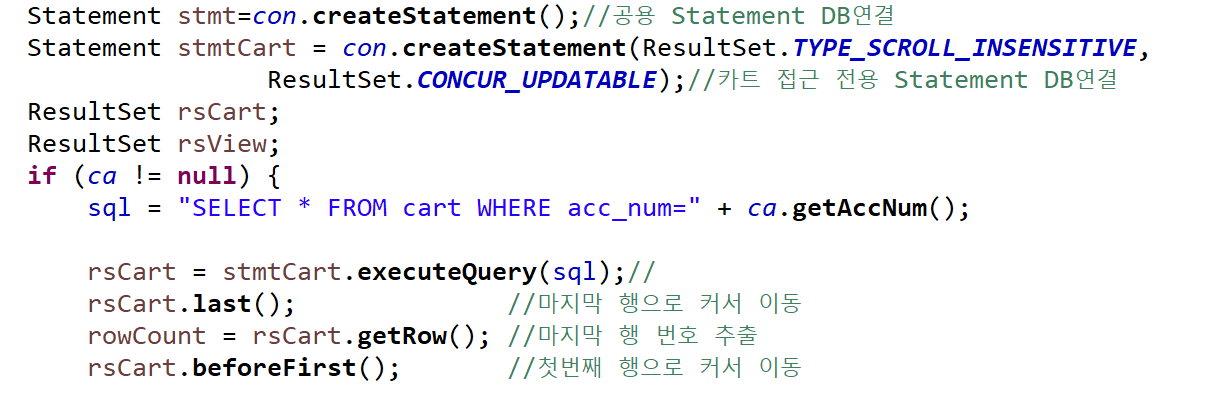 Statement stmt=con.createStatement();//공용 Statement DB연결
Statement stmtCart = con.createStatement(ResultSet.TYPE_SCROLL_INSENSITIVE,
ResultSet.CONCUR_UPDATABLE);//카트 접근 전용 Statement DB연결
ResultSet rsCart;
ResultSet rsView;
if (ca != null) {
sql = "SELECT * FROM cart WHERE acc_num=" + ca.getAccNum();
rsCart = stmtCart.executeQuery(sql);//
rsCart.last(); //마지막 행으로 커서 이동
rowCount = rsCart.getRow(); //마지막 행 번호 추출
rsCart.beforeFirst(); //첫번째 행으로 커서 이동